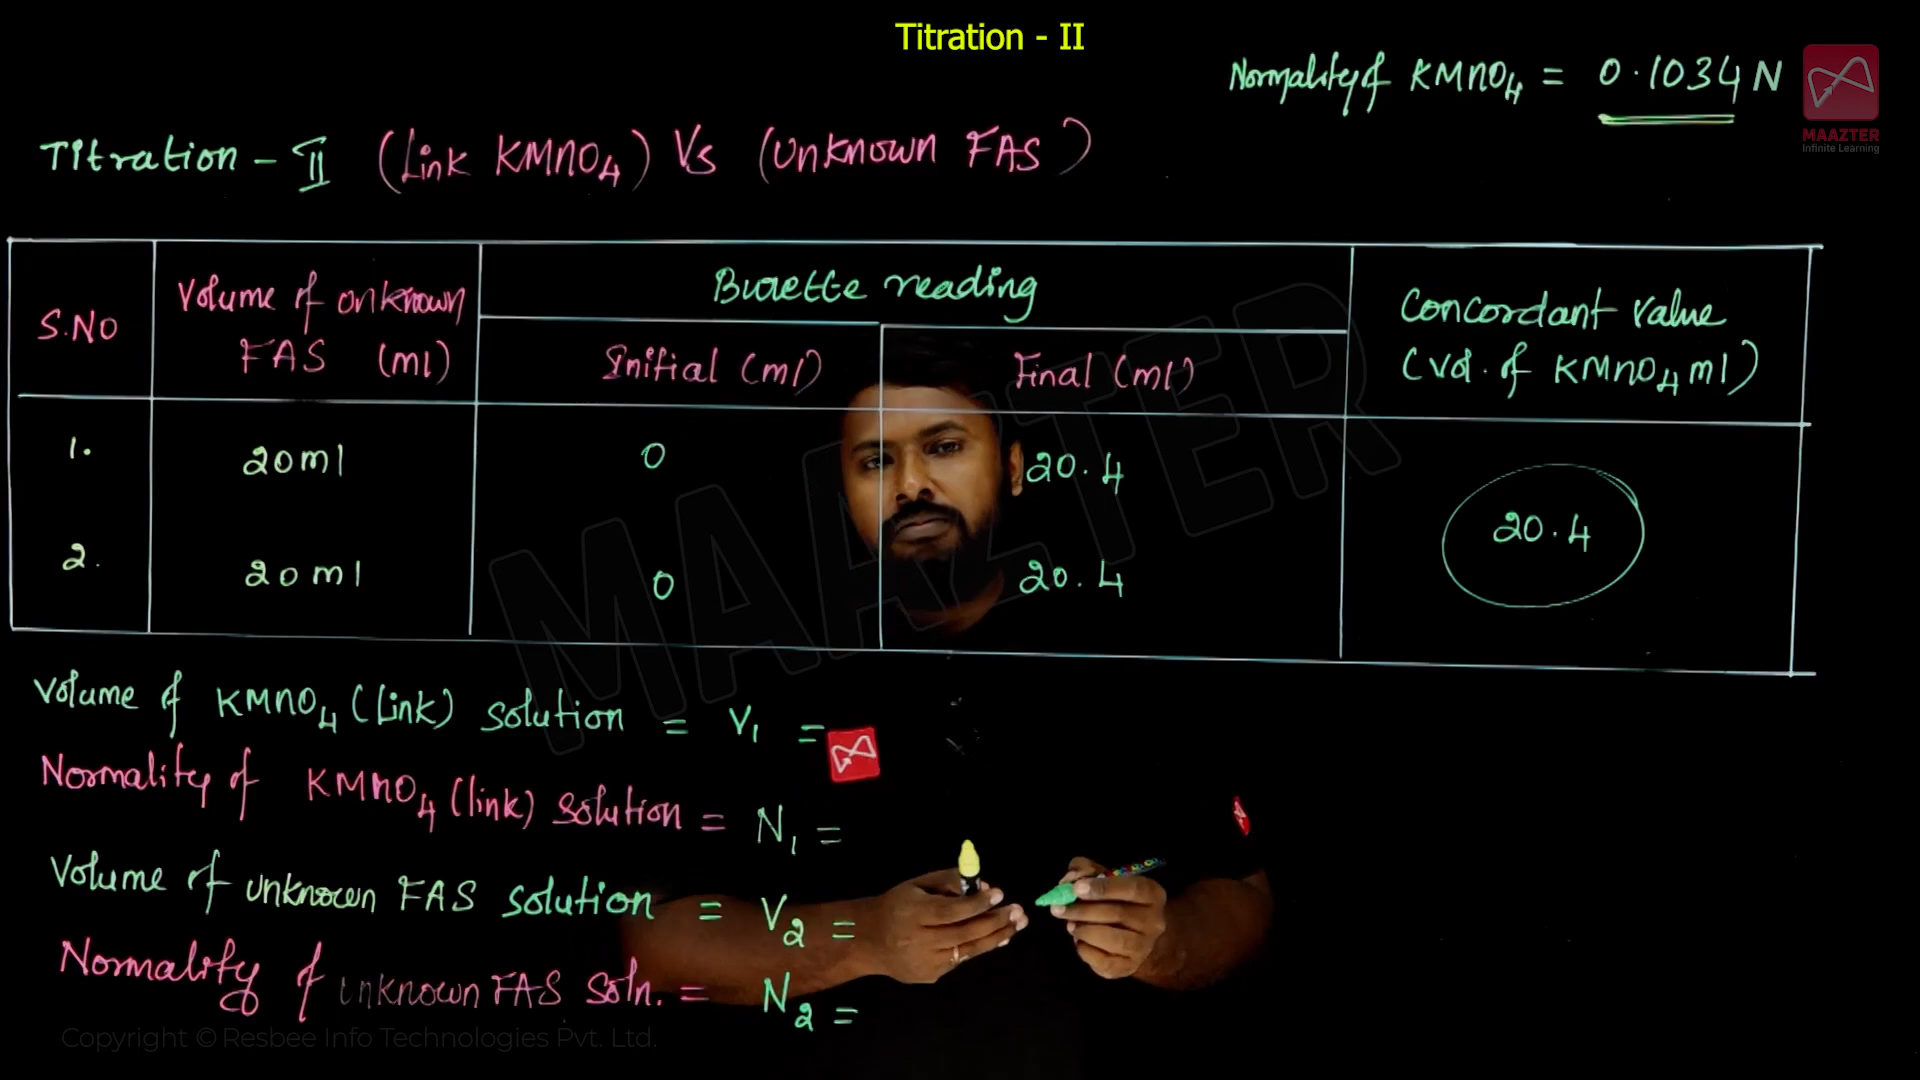 Titration - II
Normality of KMnO4 = 0.1034 N
MAAZTER
Infinite Learning
Titration - II (Link KMnO4) Vs (Unknown FAS)
S.NO
Volume of unknown FAS (ml)
Burette reading
Initial (ml)
Final (ml)
Concordant Value
(Vol. of KMnO4 ml)
1. 20ml 0 20.4
20.4
2. 20ml 0 20.4
MAAZTER
Volume of KMnO4 (Link) solution = V1 =
Normality of KMnO4 (link) solution = N1 =
Volume of unknown FAS solution = V2 =
Normality of unknown FAS soln. = N2 =
Copyright © Resbee Info Technologies Pvt. Ltd.